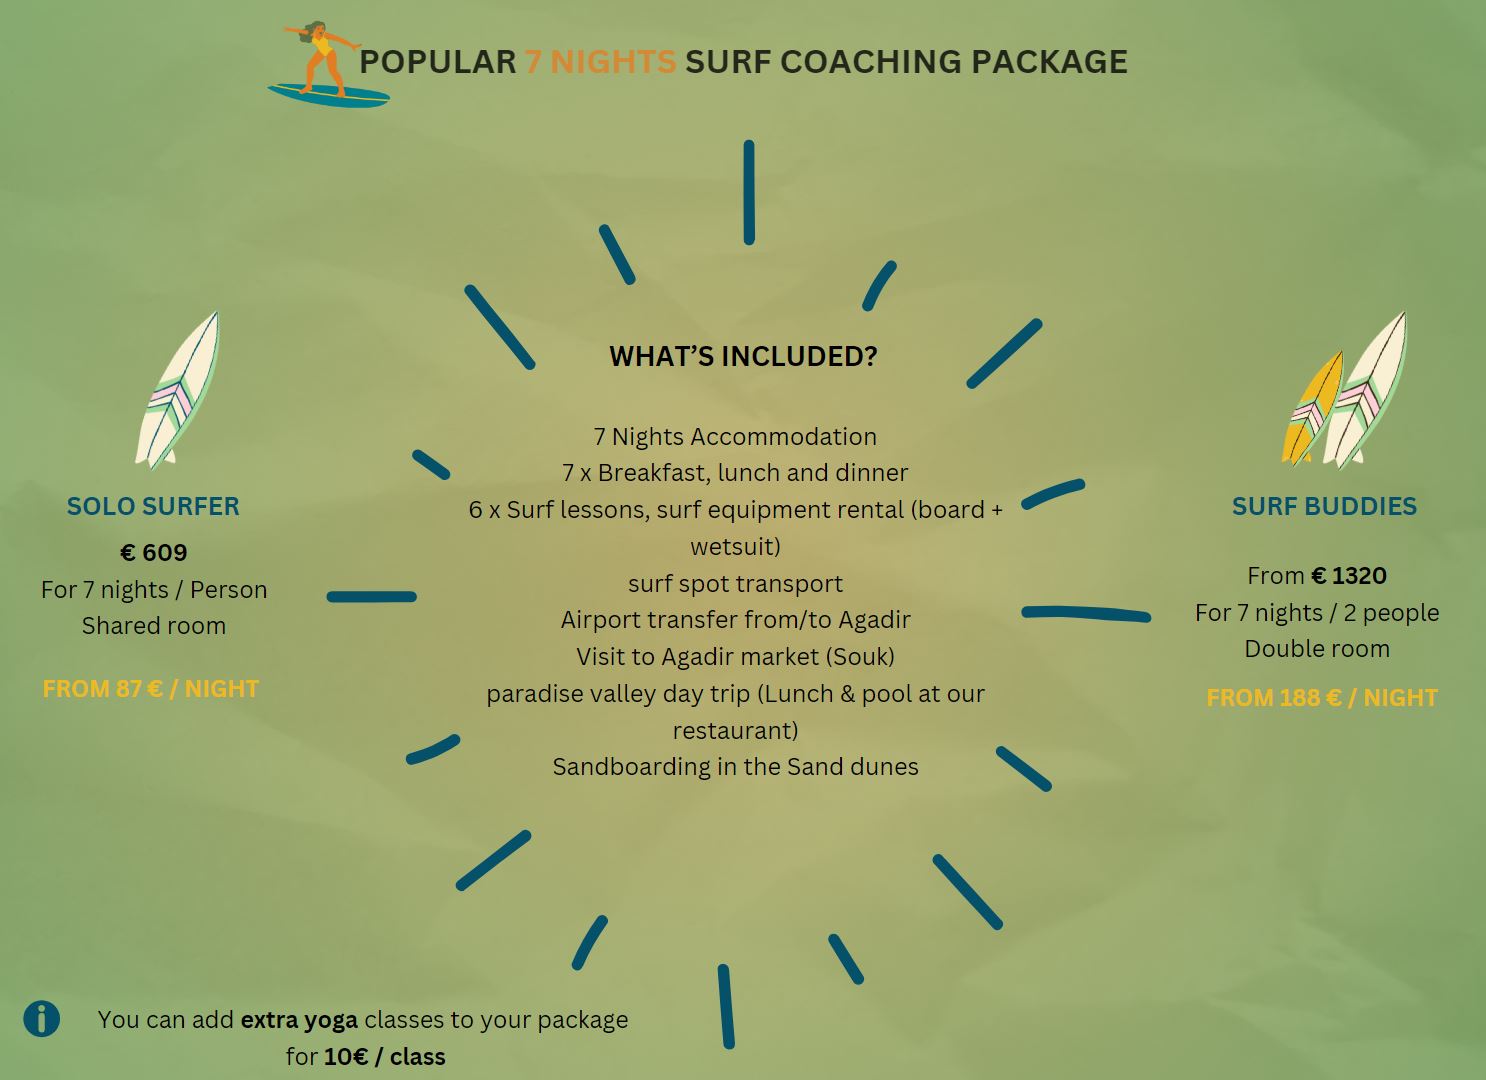 POPULAR 7 NIGHTS SURF COACHING PACKAGE
WHAT’S INCLUDED?
7 Nights Accommodation
7 x Breakfast, lunch and dinner
6 x Surf lessons, surf equipment rental (board +
wetsuit)
surf spot transport
Airport transfer from/to Agadir
Visit to Agadir market (Souk)
paradise valley day trip (Lunch & pool at our
restaurant)
Sandboarding in the Sand dunes
SOLO SURFER
€ 609
For 7 nights / Person
Shared room
FROM 87 € / NIGHT
SURF BUDDIES
From € 1320
For 7 nights / 2 people
Double room
FROM 188 € / NIGHT
You can add extra yoga classes to your package
for 10€ / class